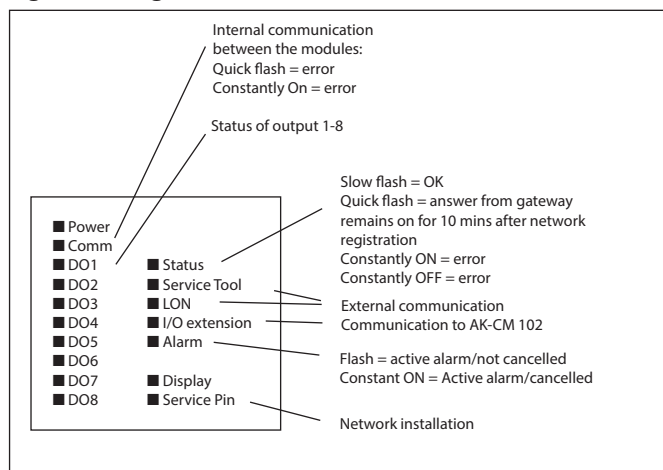 Internal communication
between the modules:
Quick flash = error
Constantly On = error
Status of output 1-8
Slow flash = OK
Quick flash = answer from gateway
remains on for 10 mins after network
registration
Constantly ON = error
Constantly OFF = error
External communication
Communication to AK-CM 102
Flash = active alarm/not cancelled
Constant ON = Active alarm/cancelled
Network installation
■ Power
■ Comm
■ DO1 ■ Status
■ DO2 ■ Service Tool
■ DO3 ■ LON
■ DO4 ■ I/O extension
■ DO5 ■ Alarm
■ DO6
■ DO7 ■ Display
■ DO8 ■ Service Pin